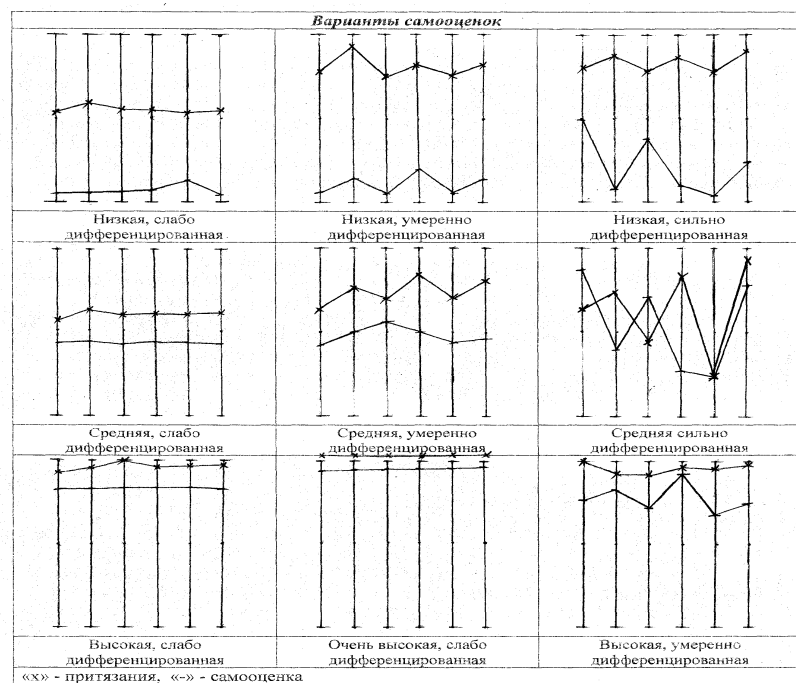 Варианты самооценок
Низкая, слабо
дифференцированная
Низкая, умеренно
дифференцированная
Низкая, сильно
дифференцированная
Средняя, слабо
дифференцированная
Средняя, умеренно
дифференцированная
Средняя сильно
дифференцированная
Высокая, слабо
дифференцированная
Очень высокая, слабо
дифференцированная
Высокая, умеренно
дифференцированная
«х» - притязания, «-» - самооценка